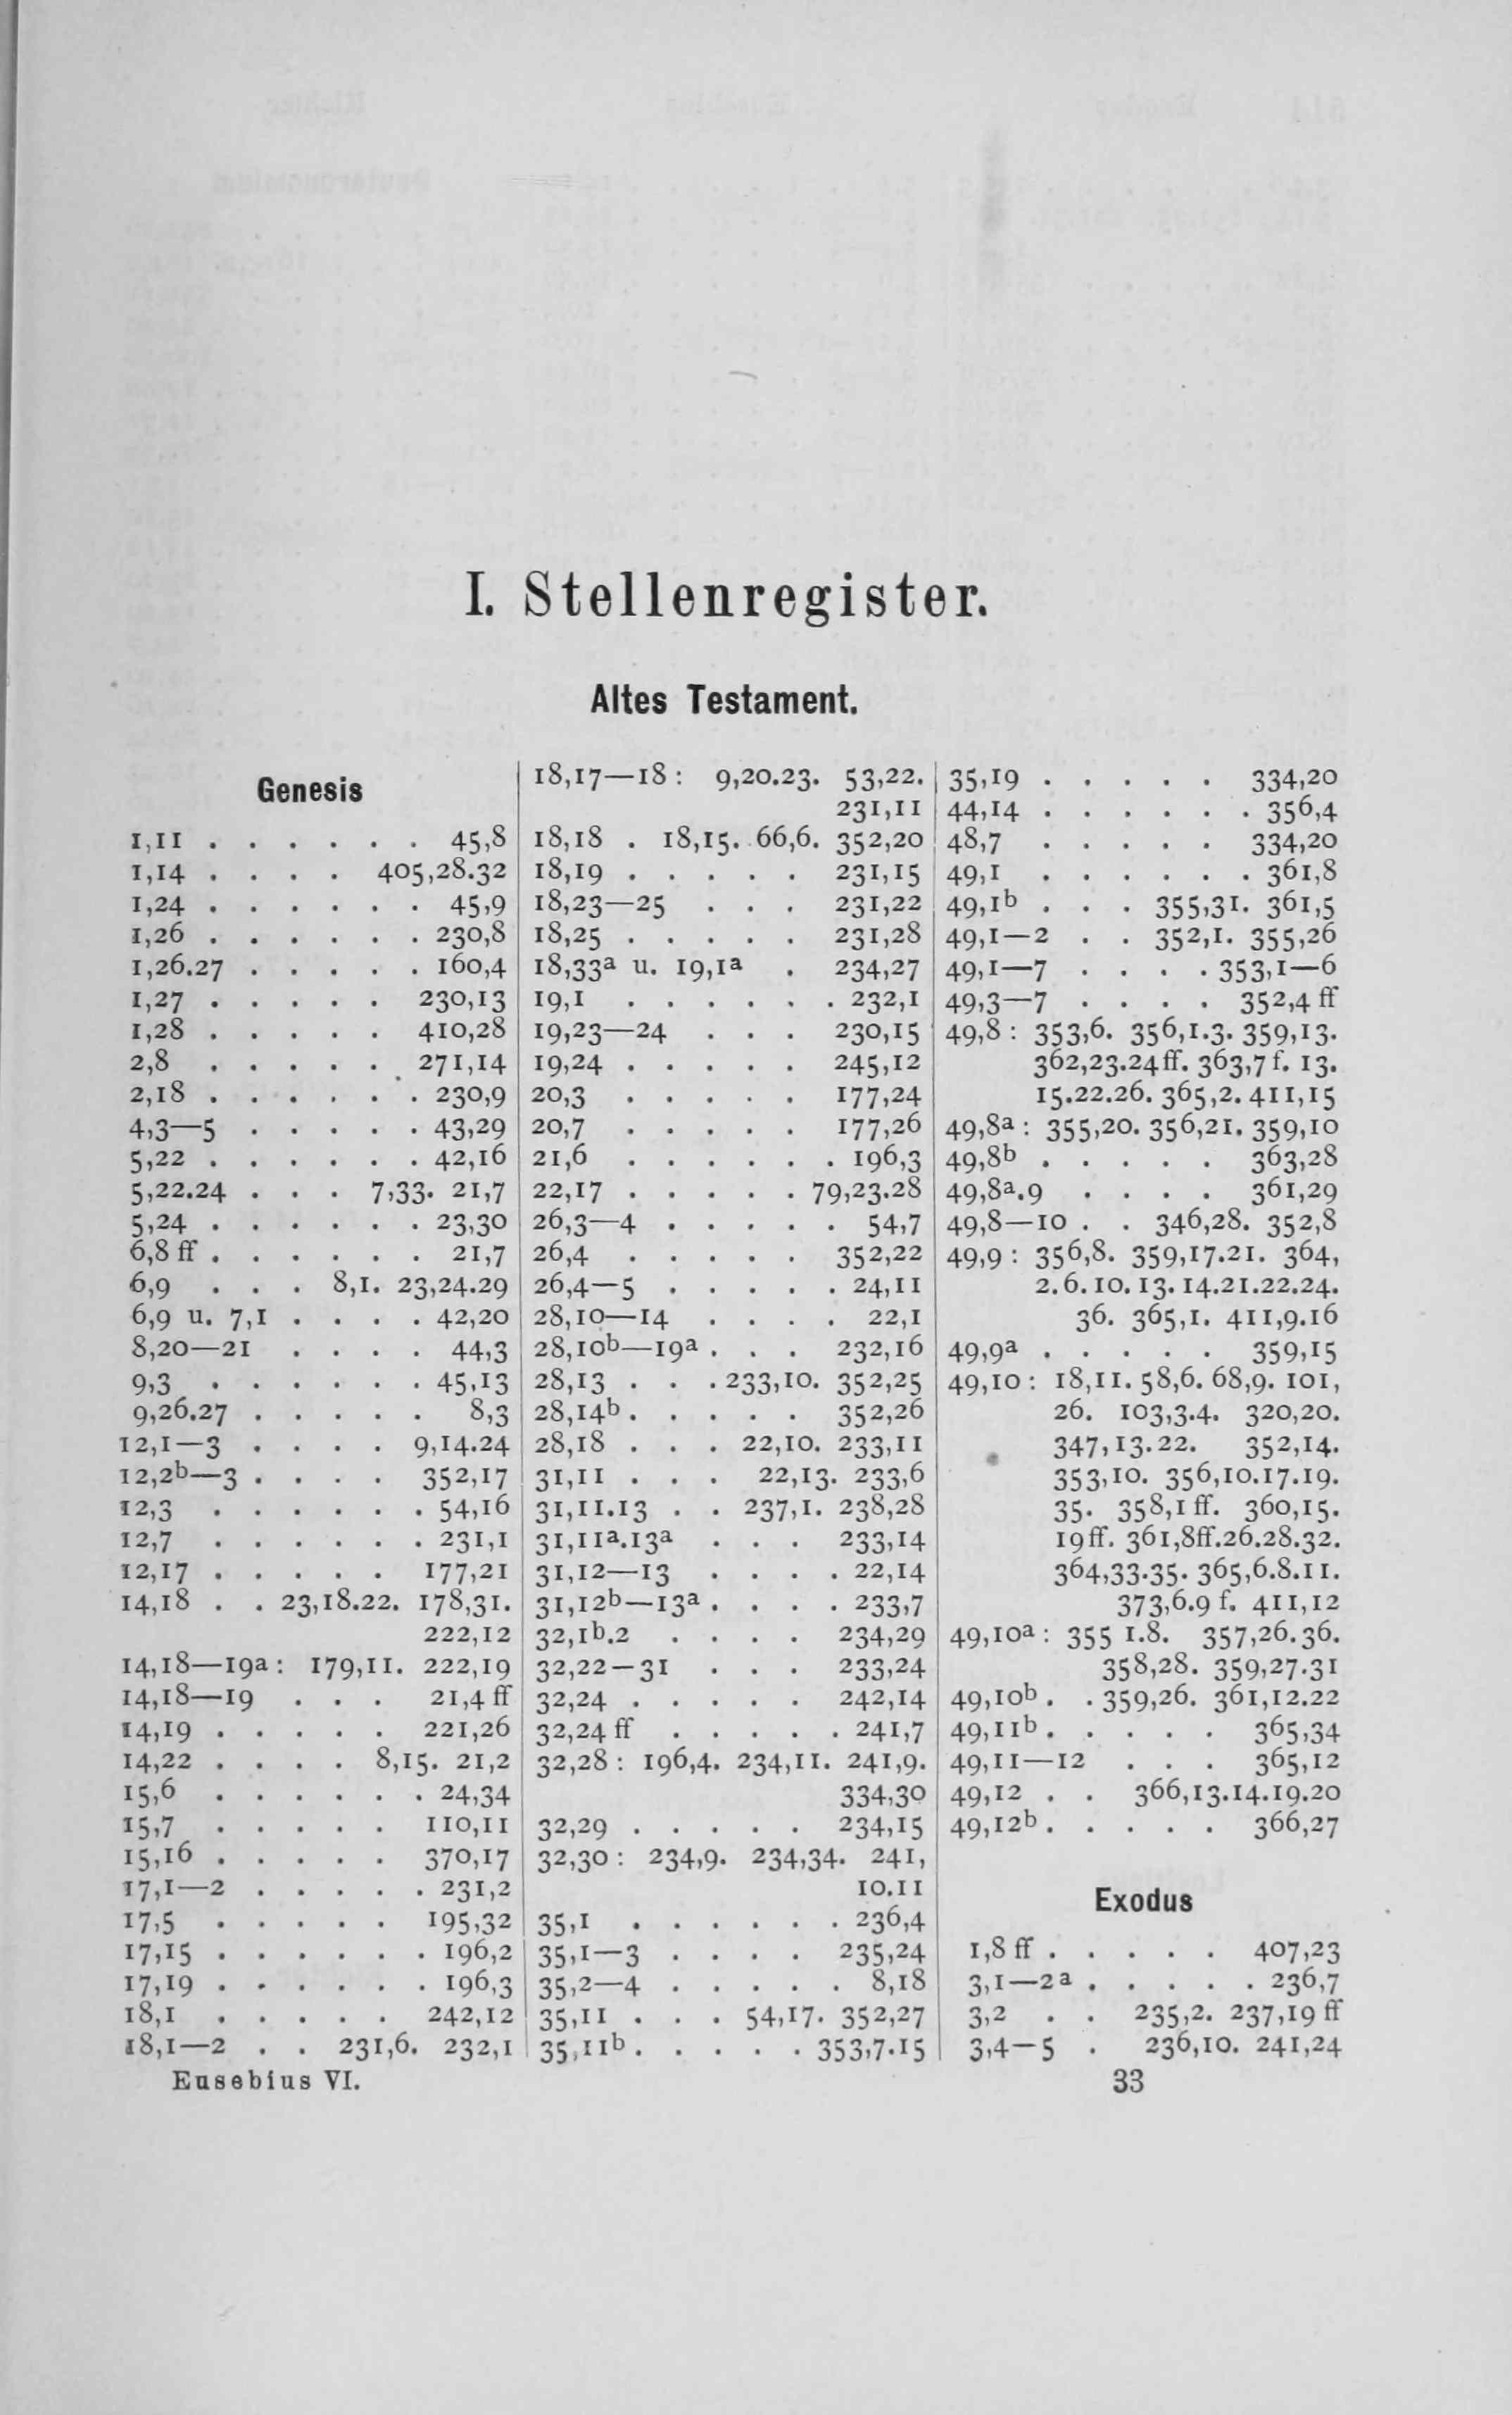 I. Stellenregister.
Altes Testament.
Genesis
1,11 . . . . . . 45,8
1,14 . . . . 405,28.32
1,24 . . . . . . 45,9
1,26 . . . . . . 230,8
1,26.27 . . . . . 160,4
1,27 . . . . . 230,13
1,28 . . . . . 410,28
2,8 . . . . . 271,14
2,18 . . . . . . 230,9
4,3—5 . . . . . 43,29
5,22 . . . . . . 42,16
5,22.24 . . . 7,33. 21,7
5,24 . . . . . . 23,30
6,8 ff . . . . . . 21,7
6,9 . . . 8,1. 23,24.29
6,9 u. 7,1 . . . . 42,20
8,20—21 . . . . 44,3
9,3 . . . . . . 45,13
9,26.27 . . . . . 8,3
12,1—3 . . . . 9,14.24
12,2b—3 . . . . 352,17
12,3 . . . . . . 54,16
12,7 . . . . . . 231,1
12,17 . . . . . 177,21
14,18 . . 23,18.22. 178,31.
222,12
14,18—19a: 179,11. 222,19
14,18—19 . . . 21,4 ff
14,19 . . . . . 221,26
14,22 . . . . 8,15. 21,2
15,6 . . . . . . 24,34
15,7 . . . . . 110,11
15,16 . . . . . 370,17
17,1—2 . . . . . 231,2
17,5 . . . . . 195,32
17,15 . . . . . . 196,2
17,19 . . . . . . 196,3
18,1 . . . . . 242,12
18,1—2 . . 231,6. 232,1
18,17—18: 9,20.23. 53,22.
231,11
18,18 . 18,15. 66,6. 352,20
18,19 . . . . . 231,15
18,23—25 . . . 231,22
18,25 . . . . . 231,28
18,33a u. 19,1a . 234,27
19,1 . . . . . . 232,1
19,23—24 . . . 230,15
19,24 . . . . . 245,12
20,3 . . . . . 177,24
20,7 . . . . . 177,26
21,6 . . . . . . 196,3
22,17 . . . . . 79,23.28
26,3—4 . . . . . 54,7
26,4 . . . . . 352,22
26,4—5 . . . . . 24,11
28,10—14 . . . . 22,1
28,10b—19a . . . 232,16
28,13 . . . 233,10. 352,25
28,14b . . . . . 352,26
28,18 . . . 22,10. 233,11
31,11 . . . 22,13. 233,6
31,11.13 . . 237,1. 238,28
31,11a.13a . . . 233,14
31,12—13 . . . . 22,14
31,12b—13a . . . . 233,7
32,1b.2 . . . . 234,29
32,22—31 . . . 233,24
32,24 . . . . . 242,14
32,24 ff . . . . . 241,7
32,28: 196,4. 234,11. 241,9.
334,30
32,29 . . . . . 234,15
32,30: 234,9. 234,34. 241,
10.11
35,1 . . . . . . 236,4
35,1—3 . . . . 235,24
35,2—4 . . . . . 8,18
35,11 . . . 54,17. 352,27
35,11b . . . . . 353,7.15
35,19 . . . . . 334,20
44,14 . . . . . . 356,4
48,7 . . . . . 334,20
49,1 . . . . . . 361,8
49,1b . . . 355,31. 361,5
49,1—2 . . 352,1. 355,26
49,1—7 . . . . 353,1—6
49,3—7 . . . . 352,4 ff
49,8: 353,6. 356,1.3. 359,13.
362,23.24ff. 363,7 f. 13.
15.22.26. 365,2. 411,15
49,8a: 355,20. 356,21. 359,10
49,8b . . . . . 363,28
49,8a.9 . . . . 361,29
49,8—10 . . 346,28. 352,8
49,9: 356,8. 359,17.21. 364,
2.6.10.13.14.21.22.24.
36. 365,1. 411,9.16
49,9a . . . . . 359,15
49,10: 18,11. 58,6. 68,9. 101,
26. 103,3.4. 320,20.
347,13.22. 352,14.
353,10. 356,10.17.19.
35. 358,1 ff. 360,15.
19ff. 361,8ff.26.28.32.
364,33.35. 365,6.8.11.
373,6.9 f. 411,12
49,10a: 355 1.8. 357,26.36.
358,28. 359,27.31
49,10b . . 359,26. 361,12.22
49,11b . . . . . 365,34
49,11—12 . . . 365,12
49,12 . . 366,13.14.19.20
49,12b . . . . . 366,27
Exodus
1,8 ff . . . . . 407,23
3,1—2a . . . . . 236,7
3,2 . . 235,2. 237,19 ff
3,4—5 . 236,10. 241,24
Eusebius VI.
33